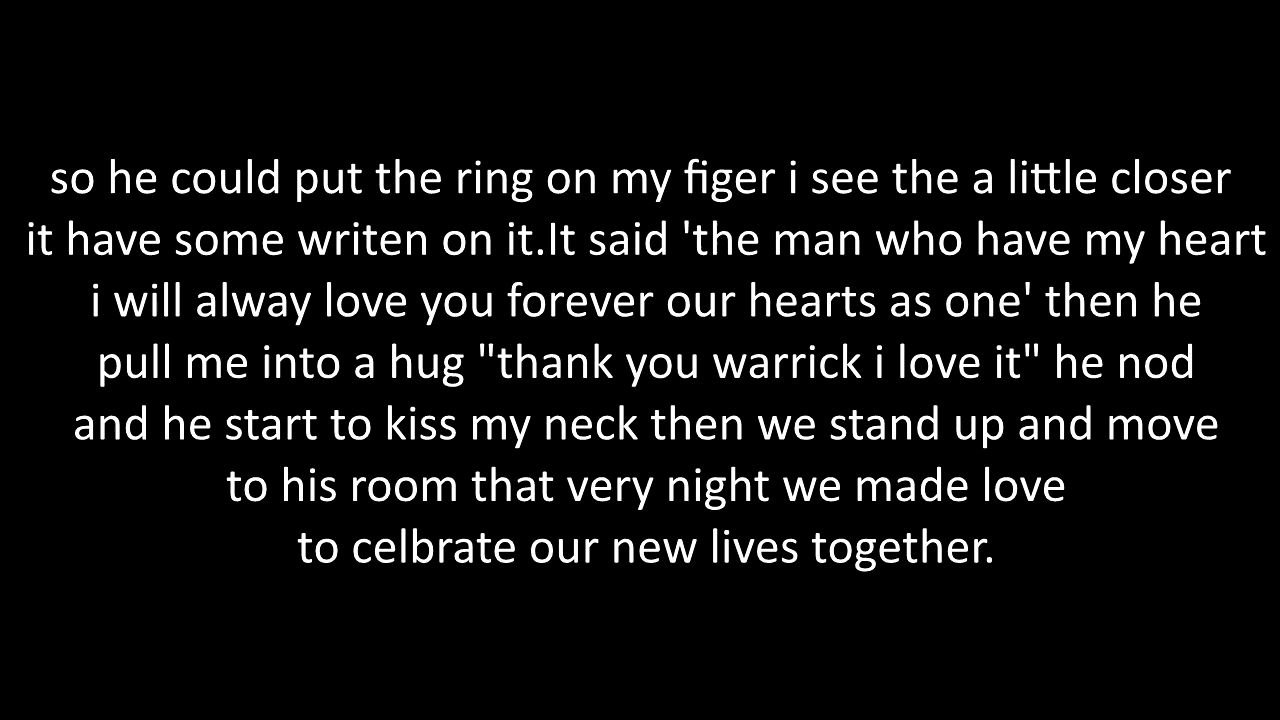 so he could put the ring on my figer i see the a little closer
it have some writen on it.It said 'the man who have my heart
i will alway love you forever our hearts as one' then he
pull me into a hug "thank you warrick i love it" he nod
and he start to kiss my neck then we stand up and move
to his room that very night we made love
to celbrate our new lives together.